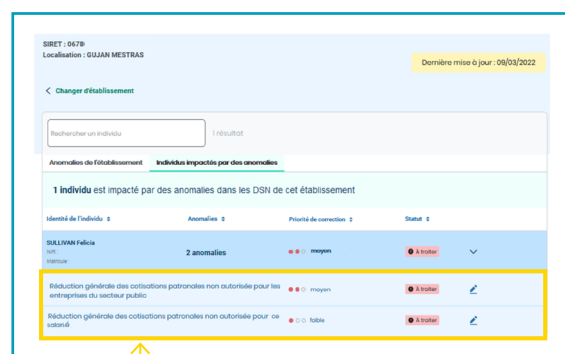 SIRET : 067
Localisation : GUJAN MESTRAS
Dernière mise à jour : 09/03/2022
Changer d'établissement
Rechercher un individu
1 résultat
Anomalies de l'établissement Individus impactés par des anomalies
1 individu est impacté par des anomalies dans les DSN de cet établissement
Identité de l'individu Anomalies Priorité de correction Statut
SULLIVAN Felicia
NIR :
Matricule
2 anomalies moyen À traiter
Réduction générale des cotisations patronales non autorisée pour les
entreprises du secteur public
moyen À traiter
Réduction générale des cotisations patronales non autorisée pour ce
salarié
faible À traiter